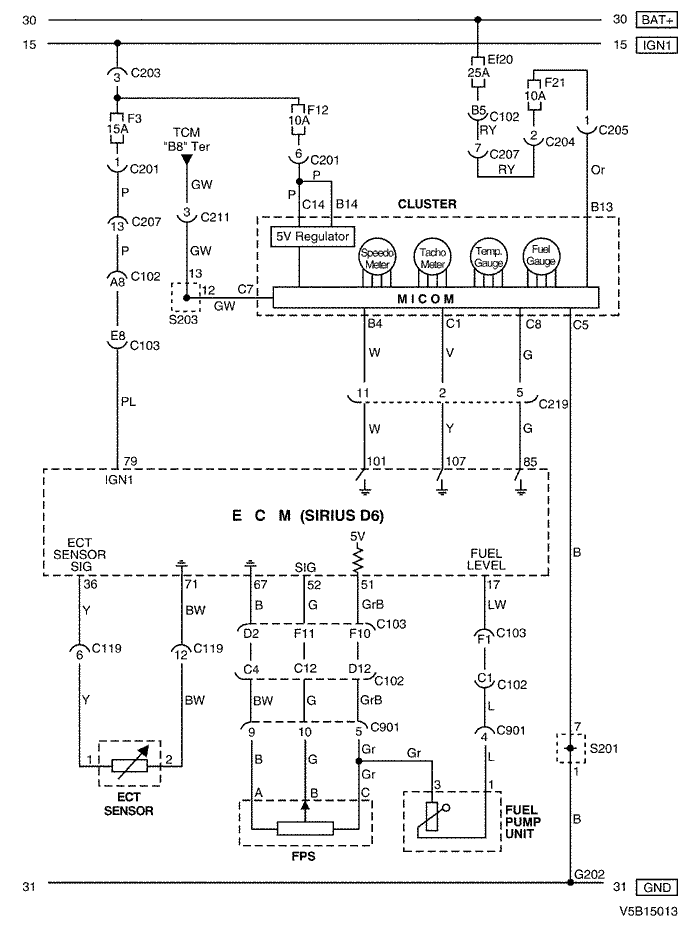 30 30 BAT+
15 15 IGN1
3 C203
Ef20
25A
F21
10A
F3
15A
F12
10A
TCM
"B8" Ter
B5 C102
RY
7 C207
RY
2 C204
1 C205
1 C201
6 C201
P
GW
P
P
C14 B14
Or
3 C211
CLUSTER
B13
13 C207
GW
5V Regulator
Speedo
Meter
Tacho
Meter
Temp.
Gauge
Fuel
Gauge
P
A8 C102
13
12
GW
C7
S203
MICOM
B4 C1 C8 C5
E8
C103
W V G
PL
11 2 5 C219
W Y G
79
IGN1
101 107 85
E C M (SIRIUS D6)
ECT
SENSOR
SIG
SIG
5V
FUEL
LEVEL
B
36 71 67 52 51 17
Y BW B G GrB LW
D2 F11 F10 C103
F1 C103
6 C119
12 C119
C4 C12 D12 C102
C1 C102
Y BW BW G GrB L
9 10 5 C901
4 C901
7
S201
1
B G Gr
Gr
Gr
L
1 2
3 1
ECT
SENSOR
A B C
FPS
FUEL
PUMP
UNIT
B
G202
31 31 GND
V5B15013